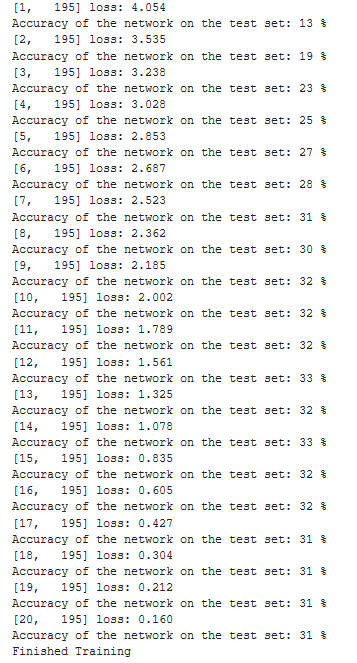 [1,   195] loss: 4.054
Accuracy of the network on the test set: 13 %
[2,   195] loss: 3.535
Accuracy of the network on the test set: 19 %
[3,   195] loss: 3.238
Accuracy of the network on the test set: 23 %
[4,   195] loss: 3.028
Accuracy of the network on the test set: 25 %
[5,   195] loss: 2.853
Accuracy of the network on the test set: 27 %
[6,   195] loss: 2.687
Accuracy of the network on the test set: 28 %
[7,   195] loss: 2.523
Accuracy of the network on the test set: 31 %
[8,   195] loss: 2.362
Accuracy of the network on the test set: 30 %
[9,   195] loss: 2.185
Accuracy of the network on the test set: 32 %
[10,   195] loss: 2.002
Accuracy of the network on the test set: 32 %
[11,   195] loss: 1.789
Accuracy of the network on the test set: 32 %
[12,   195] loss: 1.561
Accuracy of the network on the test set: 33 %
[13,   195] loss: 1.325
Accuracy of the network on the test set: 32 %
[14,   195] loss: 1.078
Accuracy of the network on the test set: 33 %
[15,   195] loss: 0.835
Accuracy of the network on the test set: 32 %
[16,   195] loss: 0.605
Accuracy of the network on the test set: 32 %
[17,   195] loss: 0.427
Accuracy of the network on the test set: 31 %
[18,   195] loss: 0.304
Accuracy of the network on the test set: 31 %
[19,   195] loss: 0.212
Accuracy of the network on the test set: 31 %
[20,   195] loss: 0.160
Accuracy of the network on the test set: 31 %
Finished Training